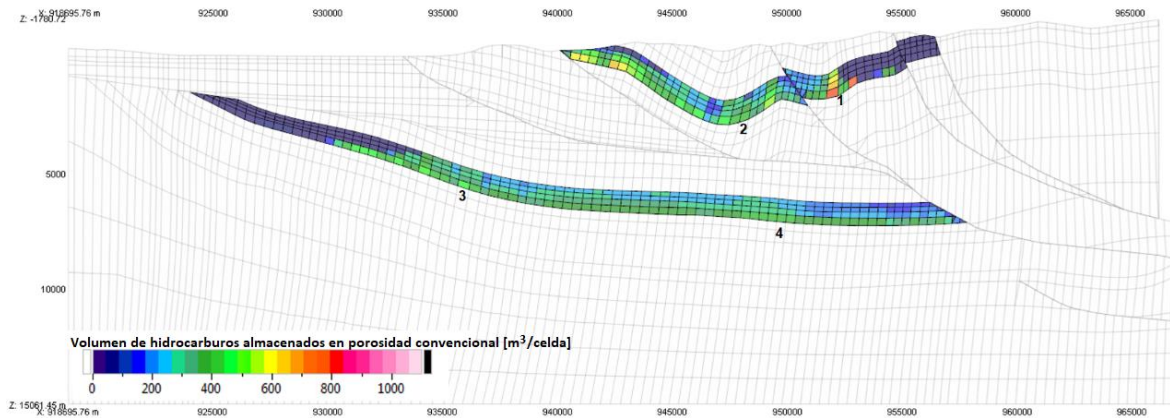 X: 918695.76 m 925000 930000 935000 940000 945000 950000 955000 960000 965000
Z: -1780.72
1
2
5000
3
4
10000
Volumen de hidrocarburos almacenados en porosidad convencional [m³/celda]
0 200 400 600 800 1000
Z: 15061.45 m
X: 918695.76 m 925000 930000 935000 940000 945000 950000 955000 960000 965000